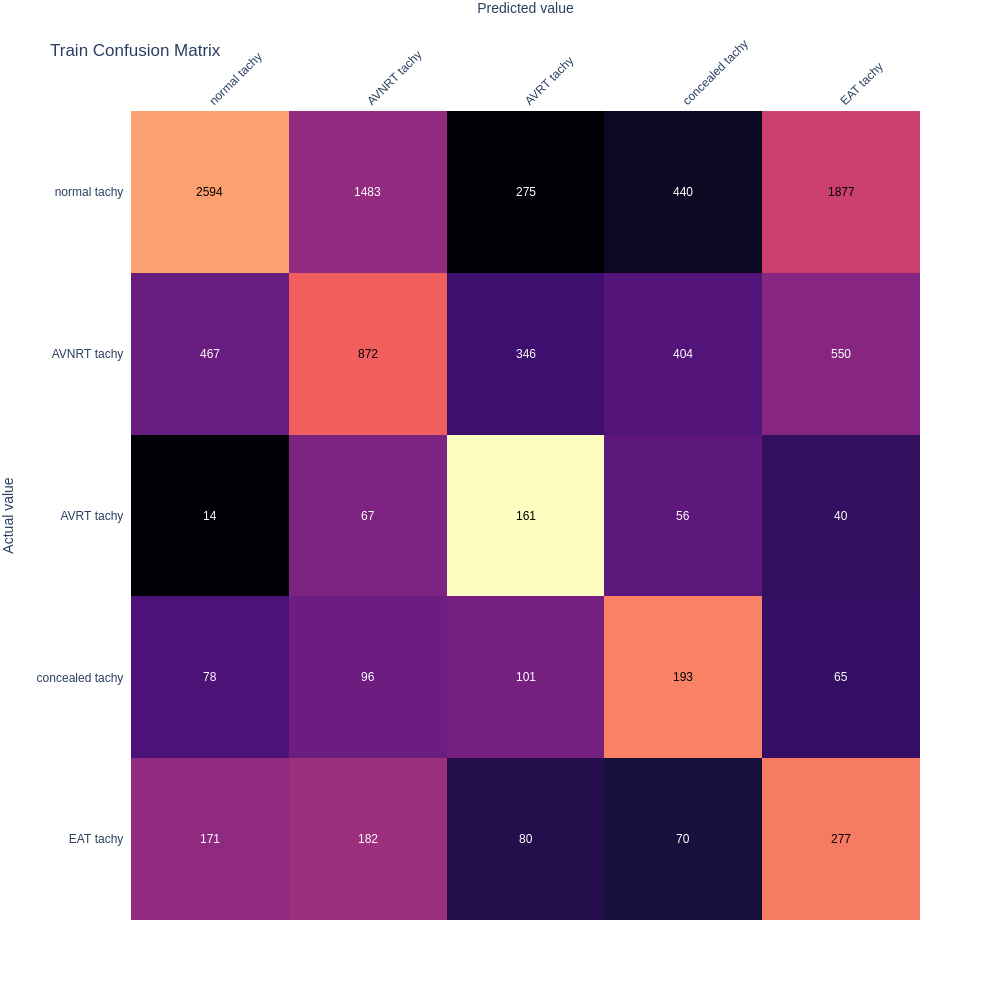 Predicted value
Train Confusion Matrix
normal tachy
AVNRT tachy
AVRT tachy
concealed tachy
EAT tachy
Actual value
normal tachy 2594 1483 275 440 1877
AVNRT tachy 467 872 346 404 550
AVRT tachy 14 67 161 56 40
concealed tachy 78 96 101 193 65
EAT tachy 171 182 80 70 277